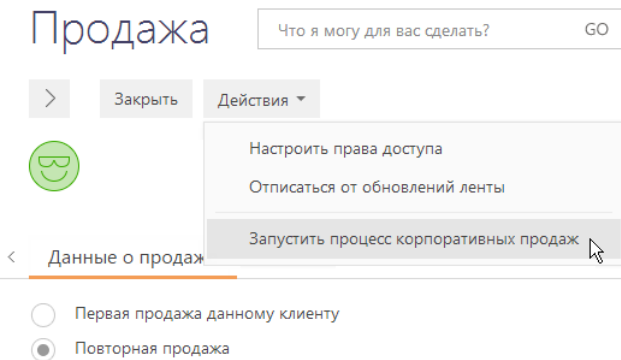 Продажа
Что я могу для вас сделать? GO
Закрыть Действия
Настроить права доступа
Отписаться от обновлений ленты
Запустить процесс корпоративных продаж
Данные о продаж
Первая продажа данному клиенту
Повторная продажа